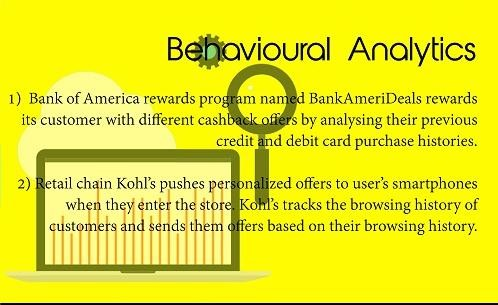 Behavioural Analytics
1) Bank of America rewards program named BankAmeriDeals rewards
its customer with different cashback offers by analysing their previous
credit and debit card purchase histories.
2) Retail chain Kohl's pushes personalized offers to user's smartphones
when they enter the store. Kohl's tracks the browsing history of
customers and sends them offers based on their browsing history.